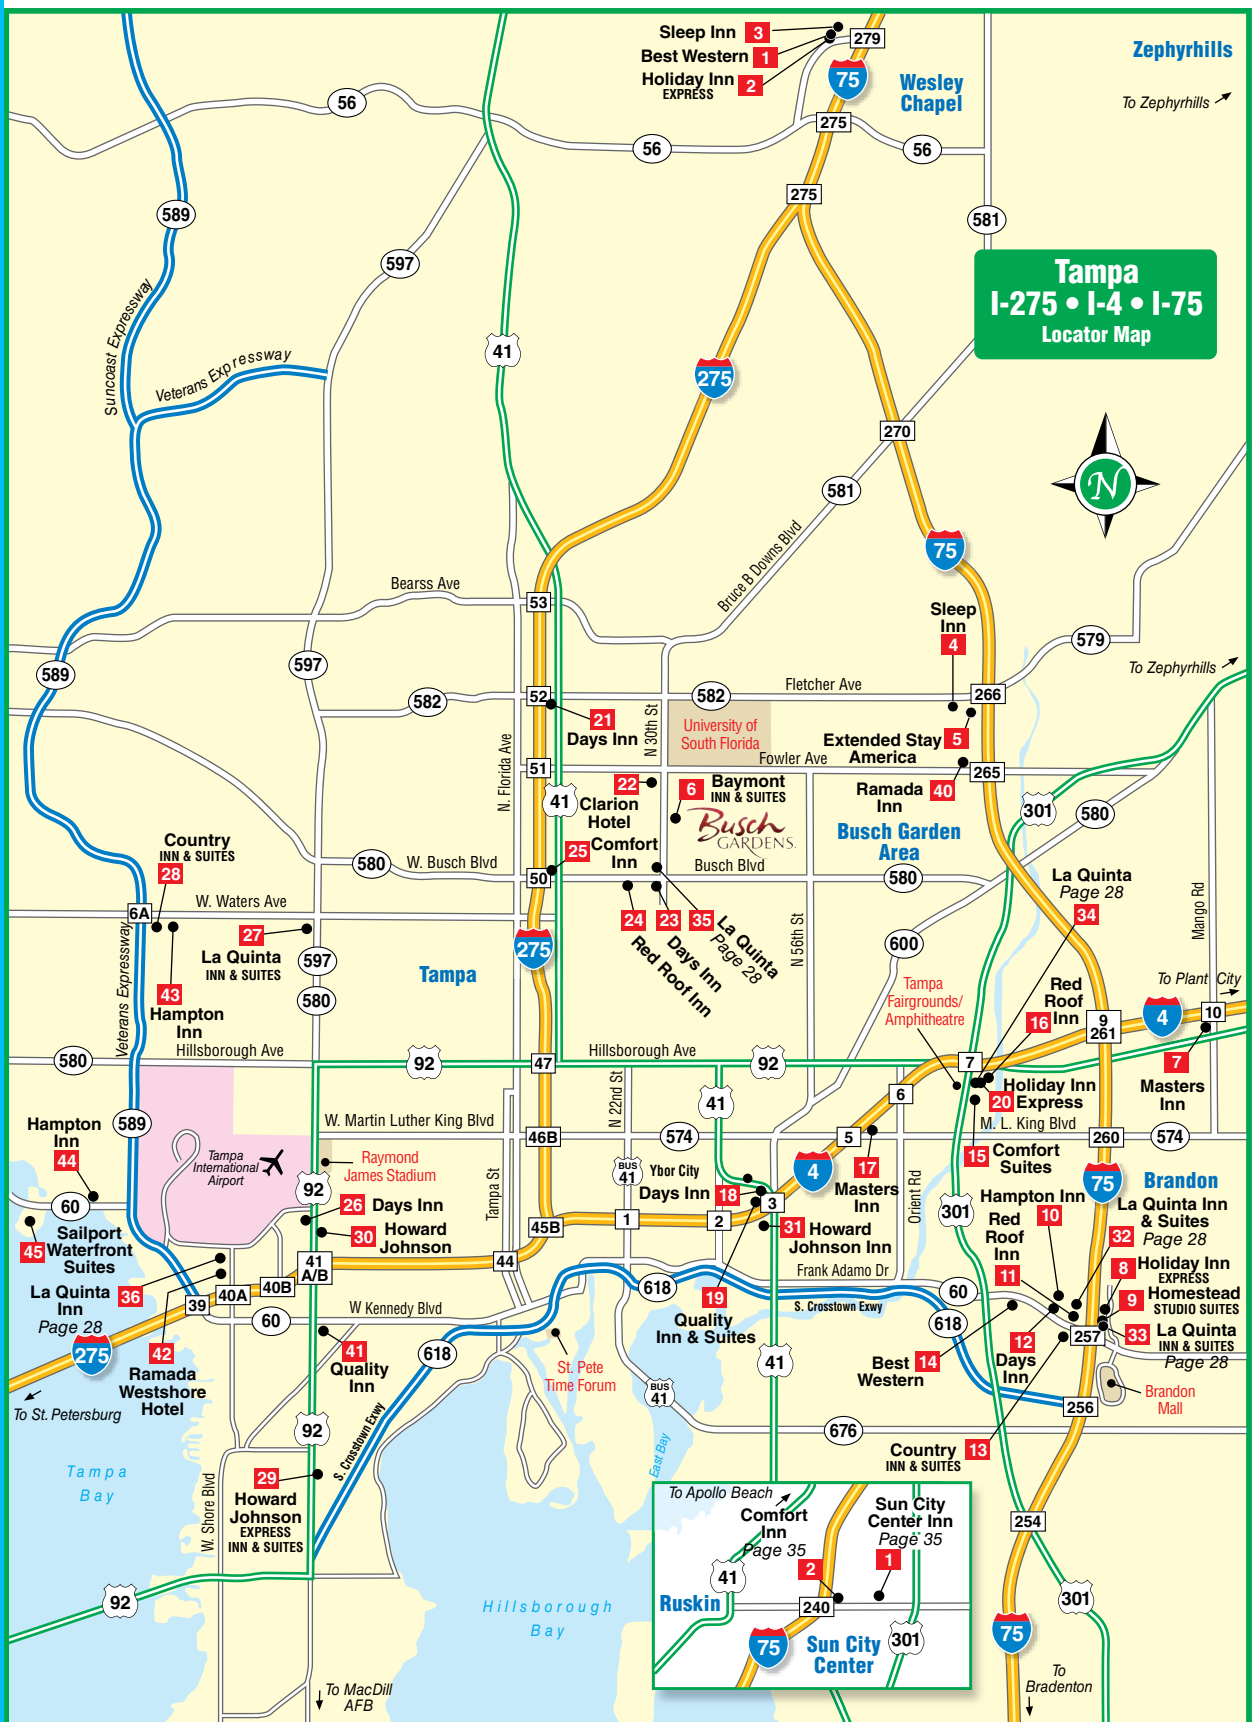 Sleep Inn 3
Best Western 1
Holiday Inn 2
EXPRESS
279
75
Wesley
Chapel
Zephyrhills
To Zephyrhills
56
275
56
56
275
589
581
597
Tampa
I-275 • I-4 • I-75
Locator Map
Suncoast Expressway
Veterans Expressway
41
275
270
N
581
75
Bruce B Downs Blvd
Bearss Ave
53
Sleep
Inn
4
579
To Zephyrhills
589
597
582
52
582
Fletcher Ave
266
21
Days Inn
N 30th St
University of
South Florida
Extended Stay 5
America
Fowler Ave
N. Florida Ave
51
265
22
Clarion
Hotel
6 Baymont
INN & SUITES
Busch
GARDENS.
Ramada 40
Inn
41
301
580
Busch Garden
Area
Country
INN & SUITES
28
25 Comfort
Inn
580
W. Busch Blvd
50
Busch Blvd
580
La Quinta
Page 28
34
6A
W. Waters Ave
27
La Quinta
INN & SUITES
597
580
24
Red Roof Inn
23
Days Inn
35
La Quinta
Page 28
N 56th St
600
Mango Rd
275
Tampa
43
Hampton
Inn
Veterans Expressway
Tampa
Fairgrounds/
Amphitheatre
Red
Roof
Inn
16
To Plant City
4
10
9
261
580
Hillsborough Ave
92
47
Hillsborough Ave
92
7
7
Masters
Inn
Holiday Inn
20 Express
N 22nd St
41
6
589
W. Martin Luther King Blvd
46B
574
5
M. L. King Blvd
260
574
Hampton
Inn
44
Tampa
International
Airport
Raymond
James Stadium
BUS
41
Ybor City
Days Inn 18
4
17
Masters
Inn
15 Comfort
Suites
75
Brandon
60
92
26 Days Inn
30 Howard
Johnson
Tampa St
45B
1
2
3
Orient Rd
301
Hampton Inn
10
La Quinta Inn
& Suites
32 Page 28
Sailport
45 Waterfront
Suites
31 Howard
Johnson Inn
Red
Roof
Inn
11
8 Holiday Inn
EXPRESS
41
A/B
44
Frank Adamo Dr
9 Homestead
STUDIO SUITES
36
La Quinta
Inn
Page 28
39
40A
40B
618
S. Crosstown Exwy
60
W Kennedy Blvd
60
19
Quality
Inn & Suites
618
12
Days
Inn
257
33 La Quinta
INN & SUITES
Page 28
275
42
Ramada
Westshore
Hotel
41
Quality
Inn
618
St. Pete
Time Forum
41
Best 14
Western
BUS
41
Brandon
Mall
To St. Petersburg
256
92
S. Crosstown Exwy
676
Country 13
INN & SUITES
Tampa
Bay
W. Shore Blvd
29
Howard
Johnson
EXPRESS
INN & SUITES
East Bay
To Apollo Beach
Comfort
Inn
Page 35
2
Sun City
Center Inn
Page 35
1
254
92
41
Ruskin
240
301
Hillsborough
Bay
75
Sun City
Center
301
75
To MacDill
AFB
To
Bradenton